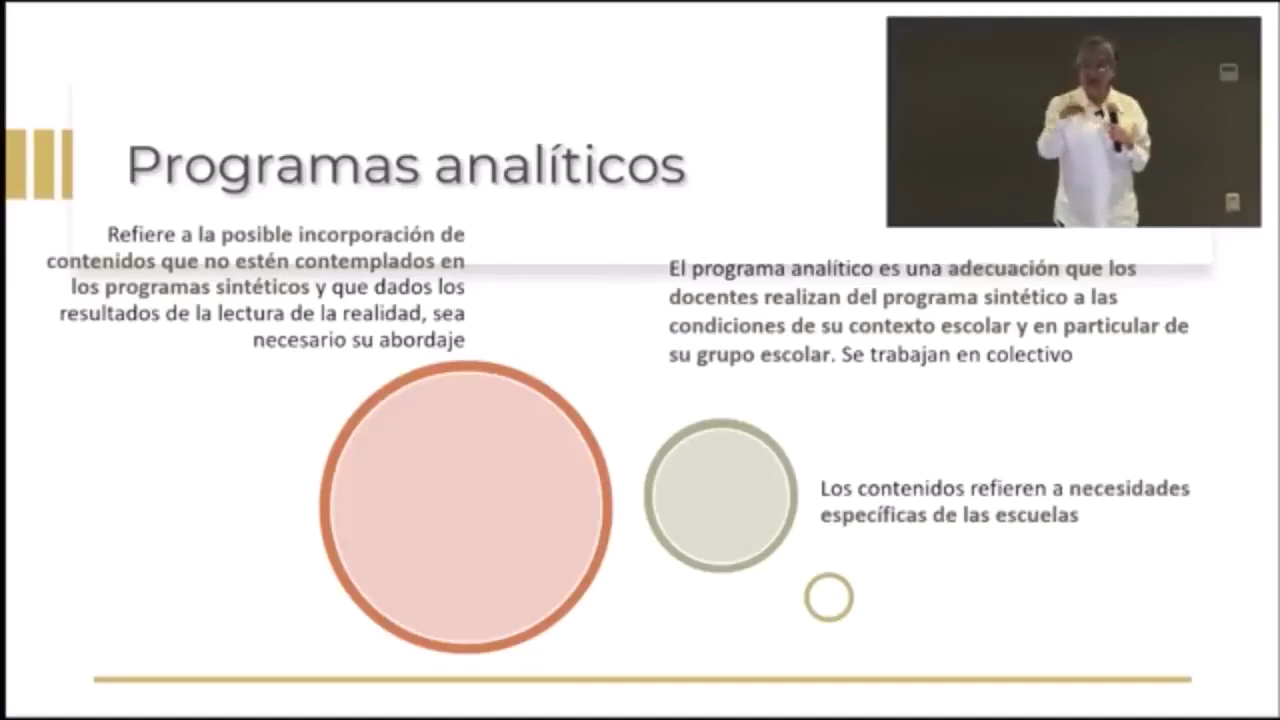 Programas analíticos
Refiere a la posible incorporación de
contenidos que no estén contemplados en
los programas sintéticos y que dados los
resultados de la lectura de la realidad, sea
necesario su abordaje
El programa analítico es una adecuación que los
docentes realizan del programa sintético a las
condiciones de su contexto escolar y en particular de
su grupo escolar. Se trabajan en colectivo
Los contenidos refieren a necesidades
específicas de las escuelas